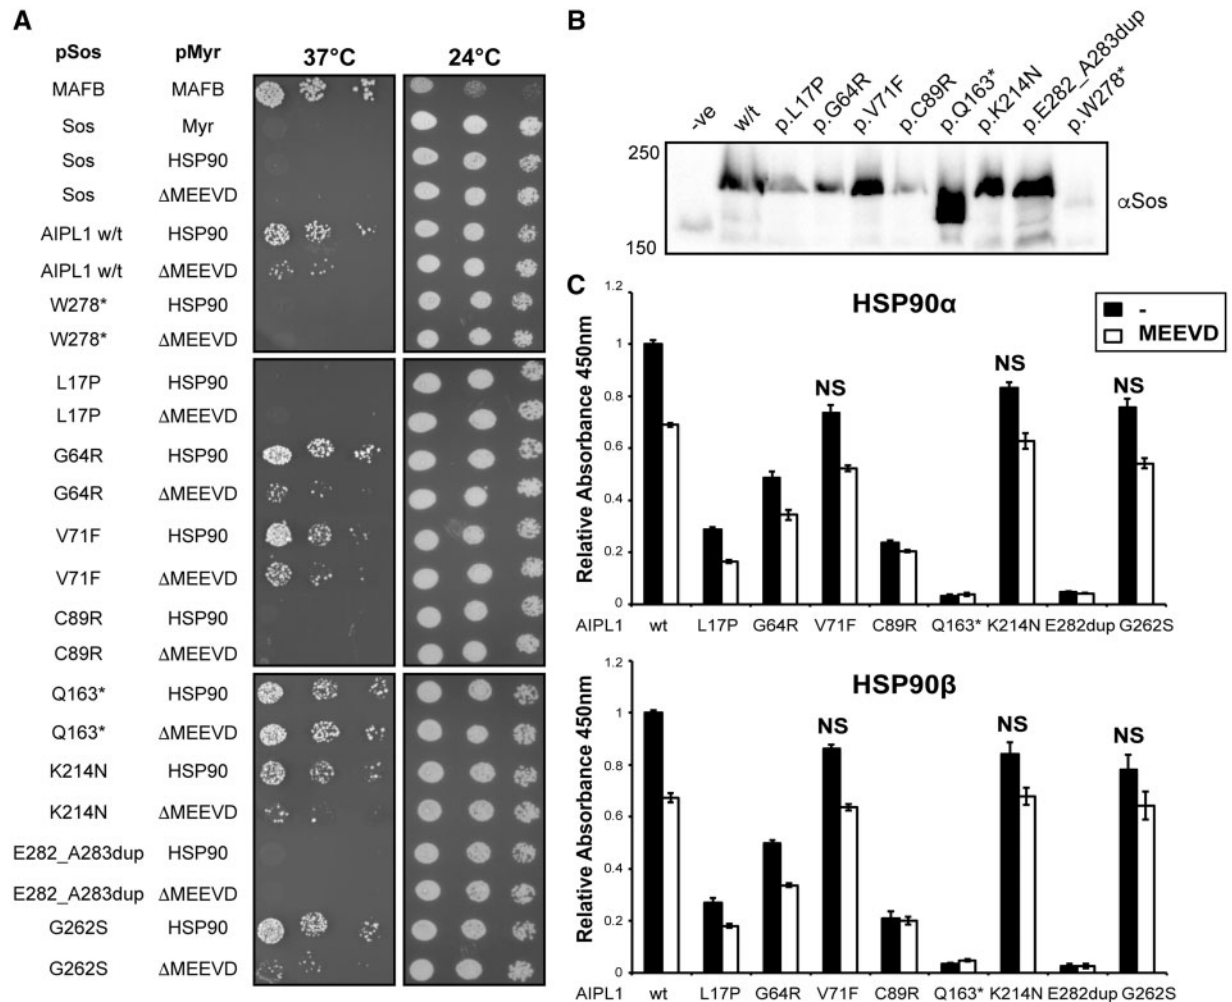 A
pSos pMyr 37°C 24°C
MAFB MAFB
Sos Myr
Sos HSP90
Sos ΔMEEVD
AIPL1 w/t HSP90
AIPL1 w/t ΔMEEVD
W278* HSP90
W278* ΔMEEVD
L17P HSP90
L17P ΔMEEVD
G64R HSP90
G64R ΔMEEVD
V71F HSP90
V71F ΔMEEVD
C89R HSP90
C89R ΔMEEVD
Q163* HSP90
Q163* ΔMEEVD
K214N HSP90
K214N ΔMEEVD
E282_A283dup HSP90
E282_A283dup ΔMEEVD
G262S HSP90
G262S ΔMEEVD
B
-ve w/t p.L17P p.G64R p.V71F p.C89R p.Q163* p.K214N p.E282_A283dup p.W278*
250
150
αSos
C
HSP90α
-
MEEVD
Relative Absorbance 450nm
1.2
1
0.8
0.6
0.4
0.2
0
NS NS NS
AIPL1 wt L17P G64R V71F C89R Q163* K214N E282dup G262S
HSP90β
Relative Absorbance 450nm
1.2
1
0.8
0.6
0.4
0.2
0
NS NS NS
AIPL1 wt L17P G64R V71F C89R Q163* K214N E282dup G262S